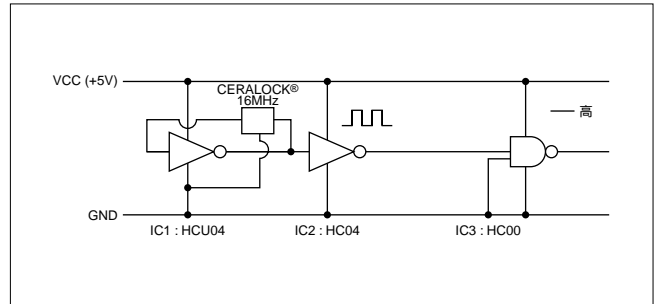 VCC (+5V)
CERALOCK®
16MHz
高
GND
IC1 : HCU04
IC2 : HC04
IC3 : HC00